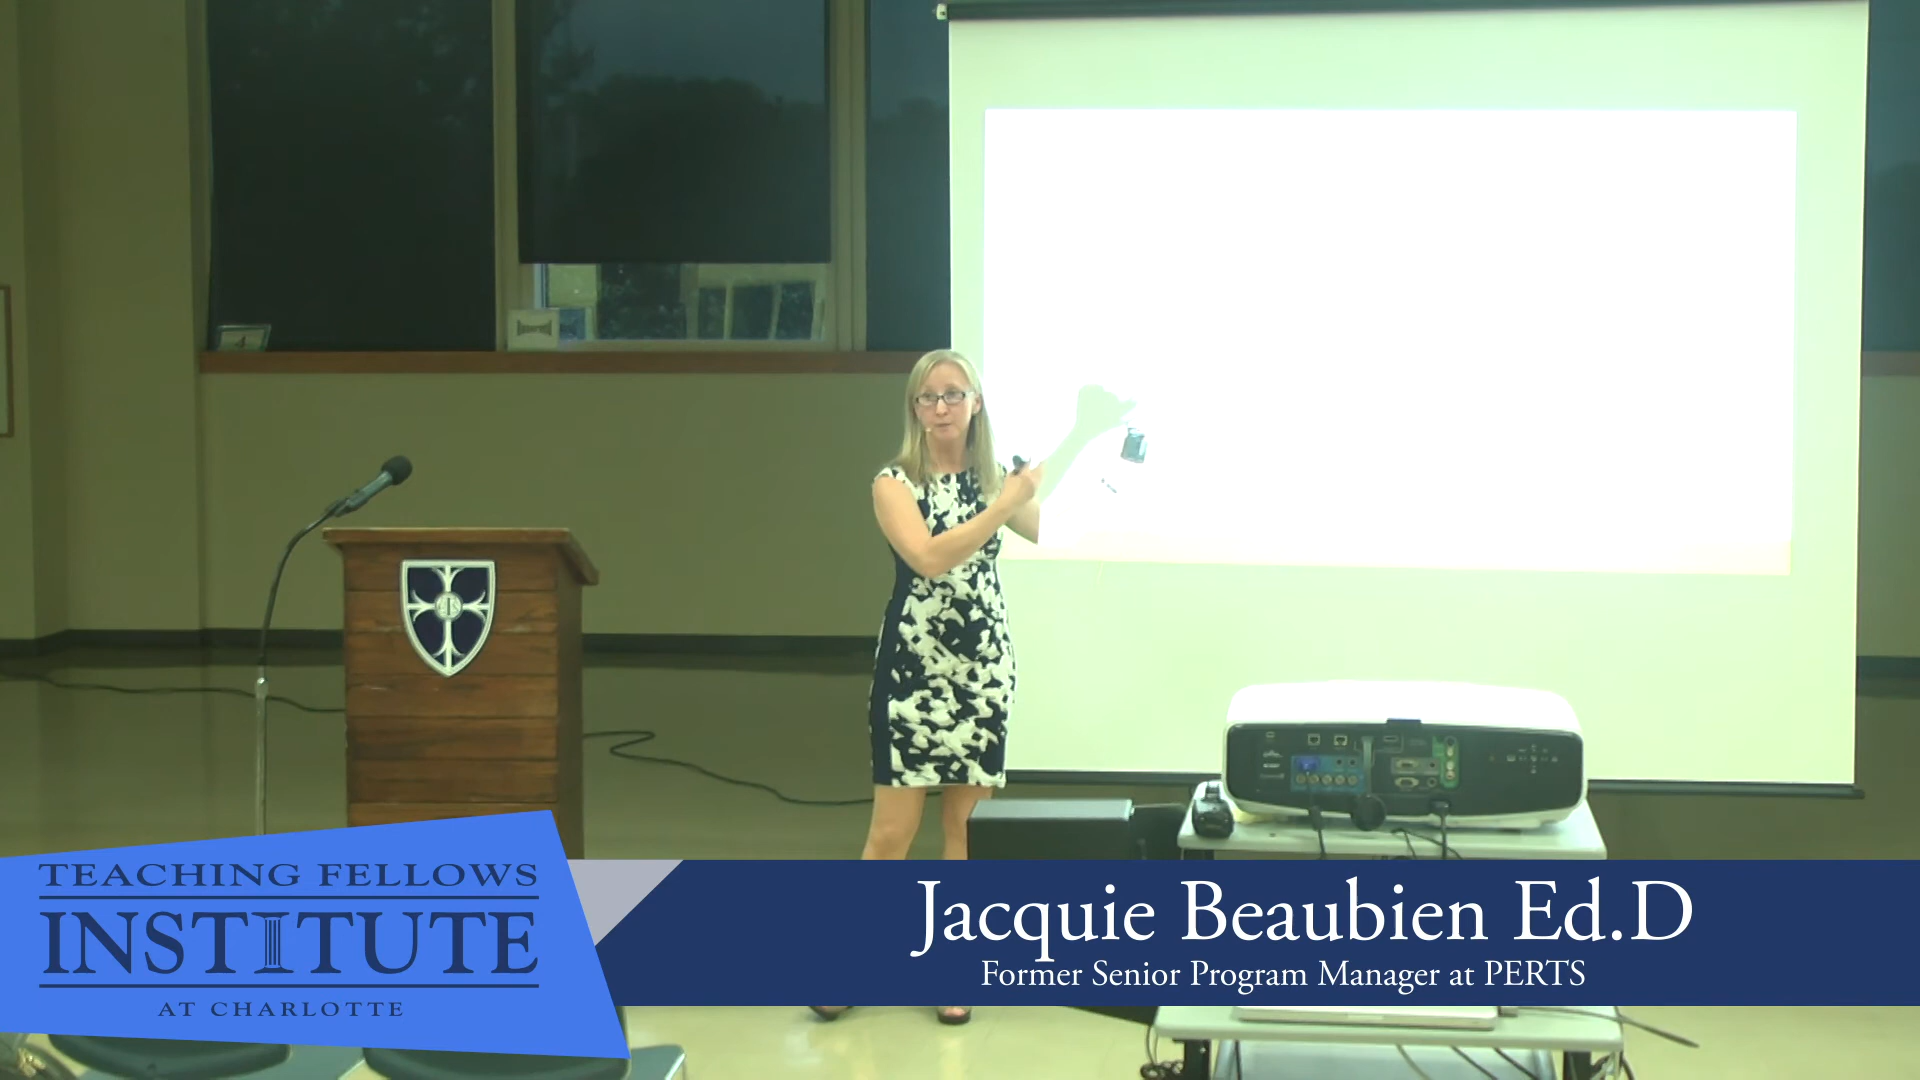 TEACHING FELLOWS
INSTITUTE
AT CHARLOTTE
Jacquie Beaubien Ed.D
Former Senior Program Manager at PERTS